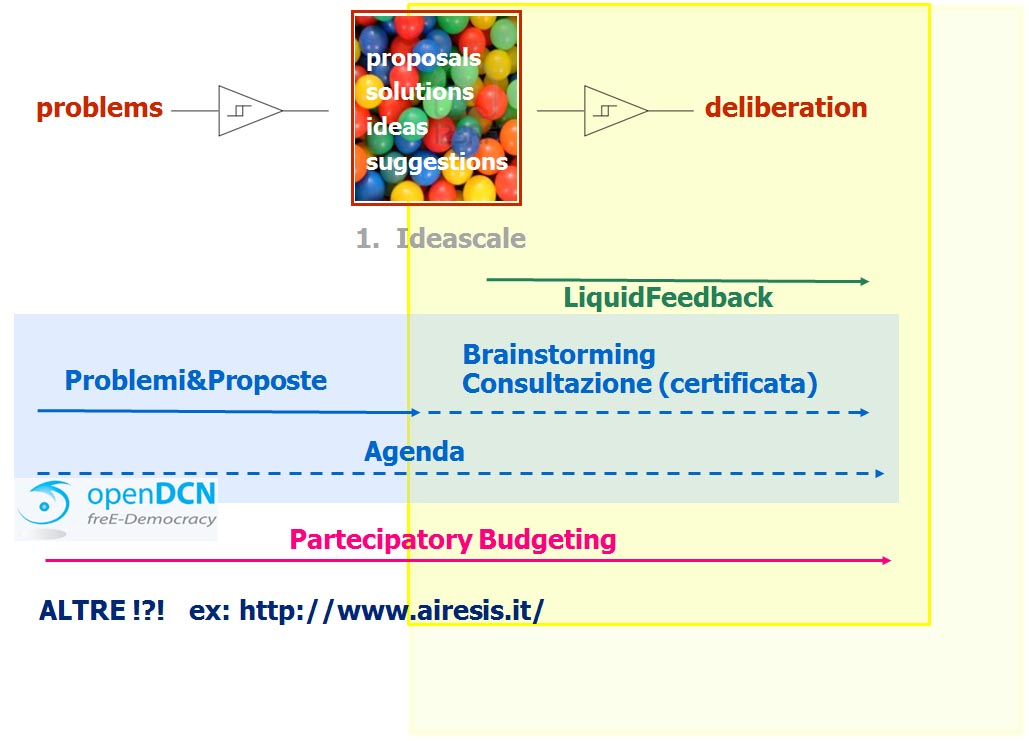 problems
proposals
solutions
ideas
suggestions
deliberation
1. Ideascale
LiquidFeedback
Problemi&Proposte
Brainstorming
Consultazione (certificata)
Agenda
openDCN
freE-Democracy
Partecipatory Budgeting
ALTRE !?! ex: http://www.airesis.it/